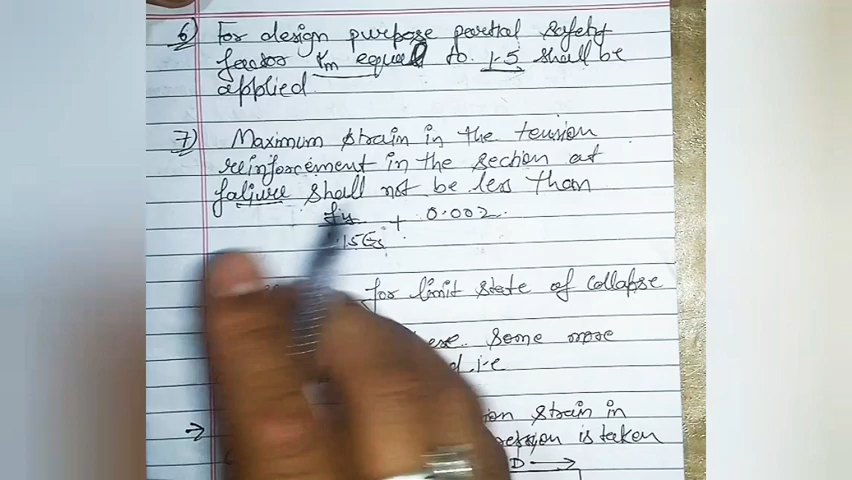 6) For design purpose partial safety
factor γm equal to 1.5 shall be
applied
7) Maximum strain in the tension
reinforcement in the section at
failure shall not be less than
fy + 0.002
1.15Es
for limit state of collapse
some more
d, i.e
strain in
is taken
D